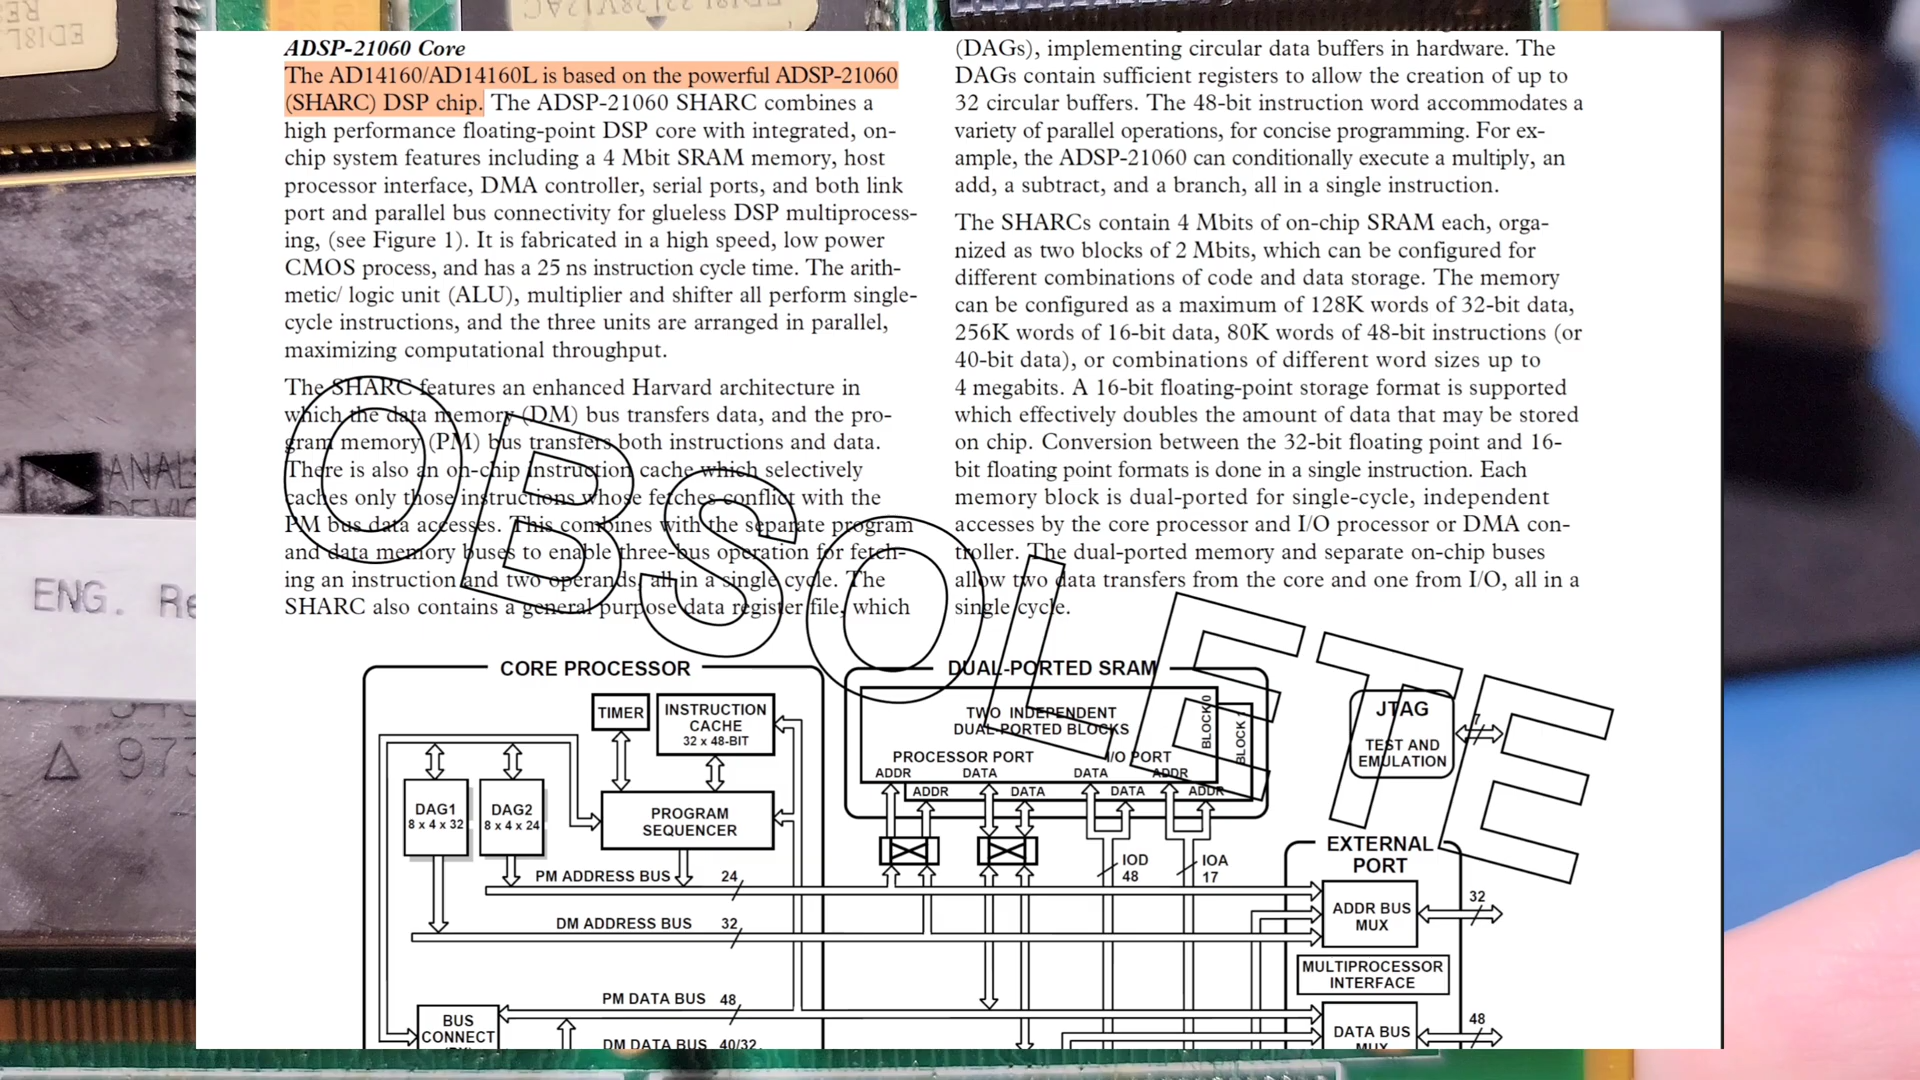 ADSP-21060 Core
The AD14160/AD14160L is based on the powerful ADSP-21060
(SHARC) DSP chip. The ADSP-21060 SHARC combines a
high performance floating-point DSP core with integrated, on-
chip system features including a 4 Mbit SRAM memory, host
processor interface, DMA controller, serial ports, and both link
port and parallel bus connectivity for glueless DSP multiprocess-
ing, (see Figure 1). It is fabricated in a high speed, low power
CMOS process, and has a 25 ns instruction cycle time. The arith-
metic/ logic unit (ALU), multiplier and shifter all perform single-
cycle instructions, and the three units are arranged in parallel,
maximizing computational throughput.
The SHARC features an enhanced Harvard architecture in
which the data memory (DM) bus transfers data, and the pro-
gram memory (PM) bus transfers both instructions and data.
There is also an on-chip instruction cache which selectively
caches only those instructions whose fetches conflict with the
PM bus data accesses. This combines with the separate program
and data memory buses to enable three-bus operation for fetch-
ing an instruction and two operands, all in a single cycle. The
SHARC also contains a general purpose data register file, which
(DAGs), implementing circular data buffers in hardware. The
DAGs contain sufficient registers to allow the creation of up to
32 circular buffers. The 48-bit instruction word accommodates a
variety of parallel operations, for concise programming. For ex-
ample, the ADSP-21060 can conditionally execute a multiply, an
add, a subtract, and a branch, all in a single instruction.
The SHARCs contain 4 Mbits of on-chip SRAM each, orga-
nized as two blocks of 2 Mbits, which can be configured for
different combinations of code and data storage. The memory
can be configured as a maximum of 128K words of 32-bit data,
256K words of 16-bit data, 80K words of 48-bit instructions (or
40-bit data), or combinations of different word sizes up to
4 megabits. A 16-bit floating-point storage format is supported
which effectively doubles the amount of data that may be stored
on chip. Conversion between the 32-bit floating point and 16-
bit floating point formats is done in a single instruction. Each
memory block is dual-ported for single-cycle, independent
accesses by the core processor and I/O processor or DMA con-
troller. The dual-ported memory and separate on-chip buses
allow two data transfers from the core and one from I/O, all in a
single cycle.
OBSOLETE
CORE PROCESSOR
TIMER
INSTRUCTION
CACHE
32 x 48-BIT
DAG1
8 x 4 x 32
DAG2
8 x 4 x 24
PROGRAM
SEQUENCER
DUAL-PORTED SRAM
TWO INDEPENDENT
DUAL-PORTED BLOCKS
PROCESSOR PORT
I/O PORT
ADDR DATA DATA ADDR
ADDR DATA DATA ADDR
BLOCK 0
BLOCK 1
JTAG
TEST AND
EMULATION
7
PM ADDRESS BUS 24
DM ADDRESS BUS 32
IOD
48
IOA
17
EXTERNAL
PORT
ADDR BUS
MUX
32
MULTIPROCESSOR
INTERFACE
PM DATA BUS 48
BUS
CONNECT
DM DATA BUS 40/32
DATA BUS
MUX
48
ENG. Re